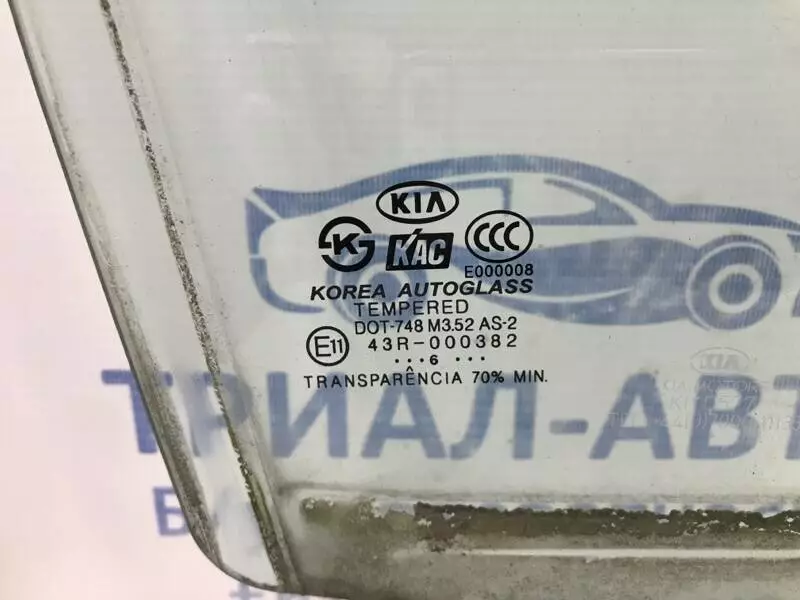 KIA
K KAC CCC
E000008
KOREA AUTOGLASS
TEMPERED
DOT-748 M3.52 AS-2
E11 43R-000382
•••6 •••
TRANSPARÊNCIA 70% MIN.
KIA
ТРИАЛ-АВТ